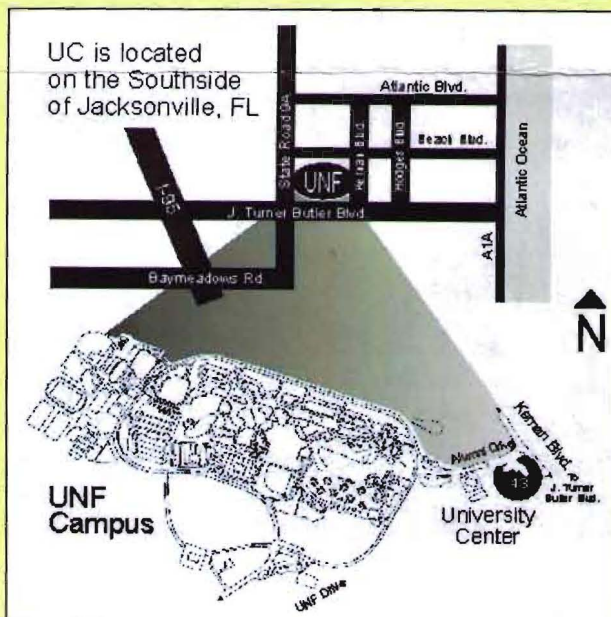 UC is located
on the Southside
of Jacksonville, FL
State Road 9A
Atlantic Blvd.
Beach Blvd.
Kernan Blvd.
Hodges Blvd.
UNF
Atlantic Ocean
I-95
J. Turner Butler Blvd.
A1A
Baymeadows Rd
N
Kernan Blvd.
Alumni Drive
To
J. Turner
Butler Blvd.
43
UNF
Campus
University
Center
UNF Drive